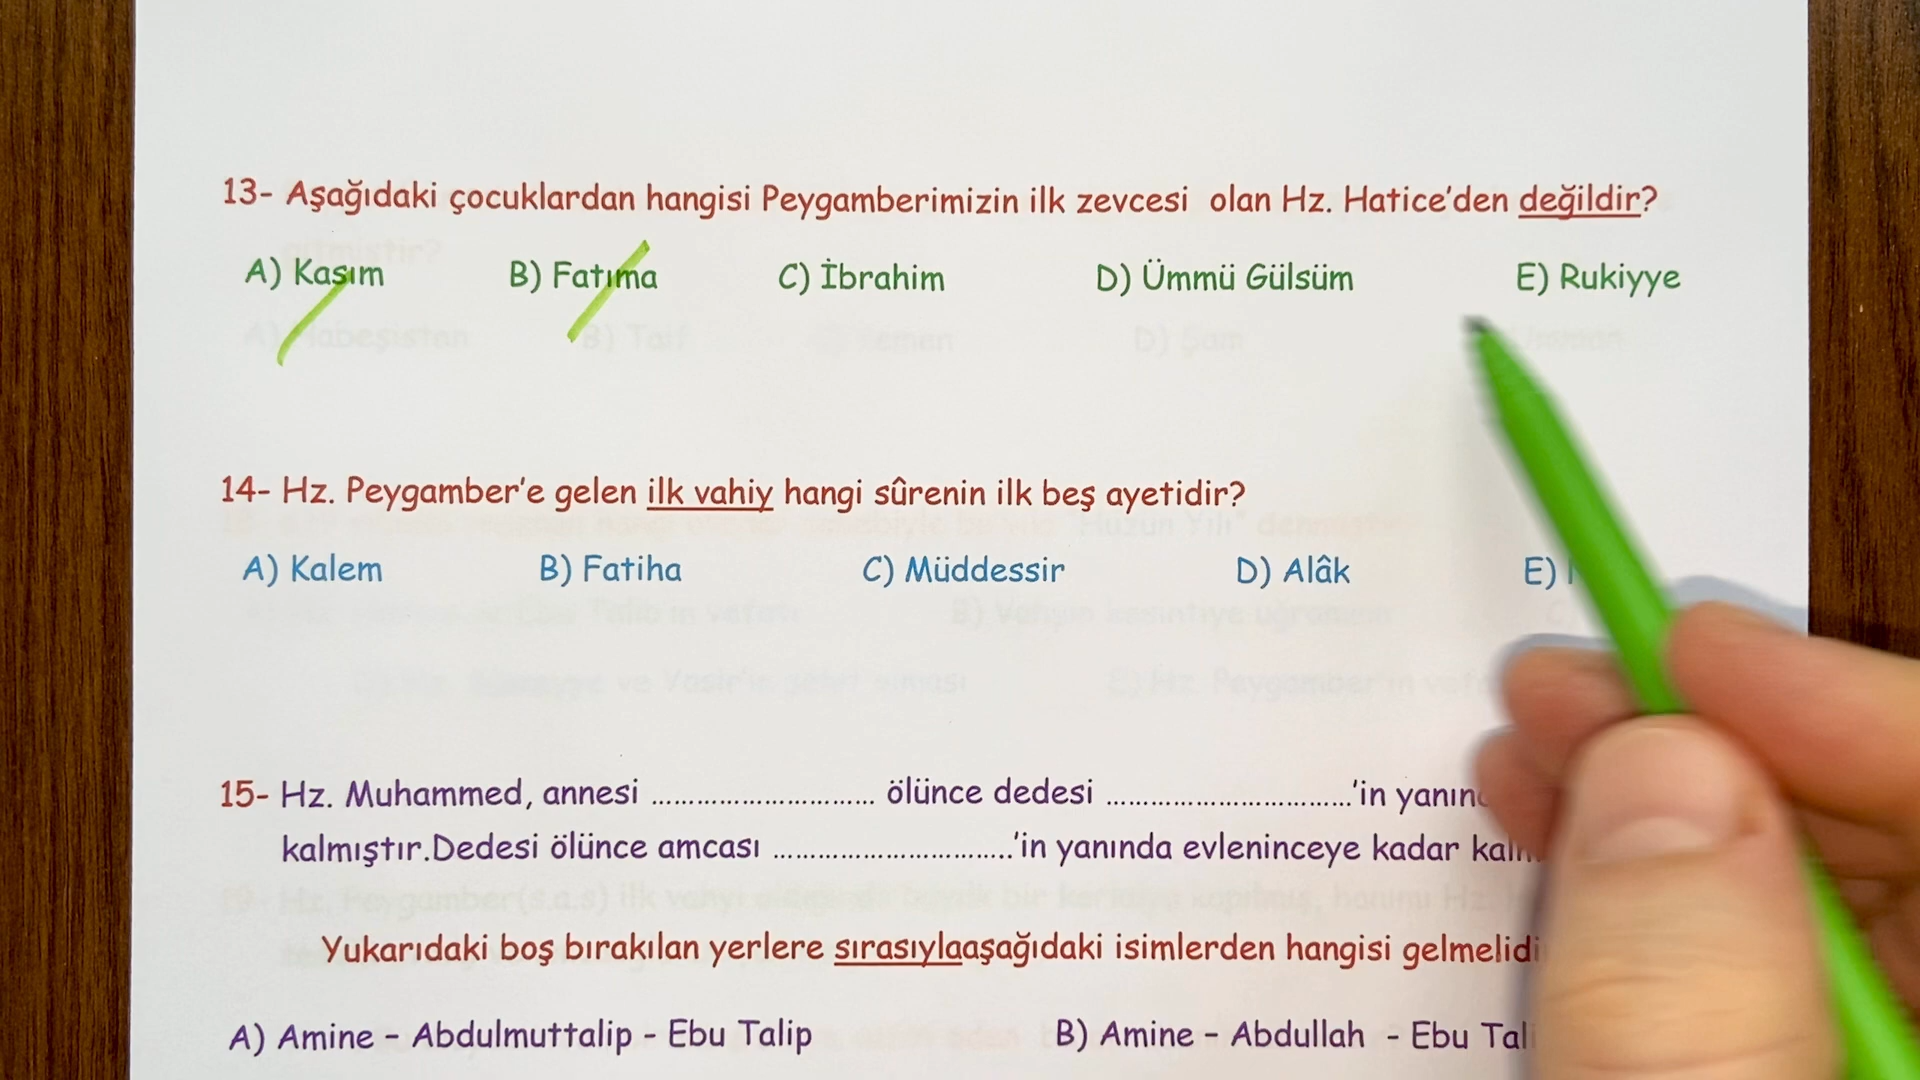 13- Aşağıdaki çocuklardan hangisi Peygamberimizin ilk zevcesi olan Hz. Hatice'den değildir?
A) Kasım B) Fatıma C) İbrahim D) Ümmü Gülsüm E) Rukiyye
14- Hz. Peygamber'e gelen ilk vahiy hangi sûrenin ilk beş ayetidir?
A) Kalem B) Fatiha C) Müddessir D) Alâk E)
15- Hz. Muhammed, annesi ............................ ölünce dedesi ...............................'in
kalmıştır.Dedesi ölünce amcası ..............................'in yanında evleninceye kadar
Yukarıdaki boş bırakılan yerlere sırasıylaaşağıdaki isimlerden hangisi
A) Amine - Abdulmuttalip - Ebu Talip B) Amine - Abdullah - Ebu